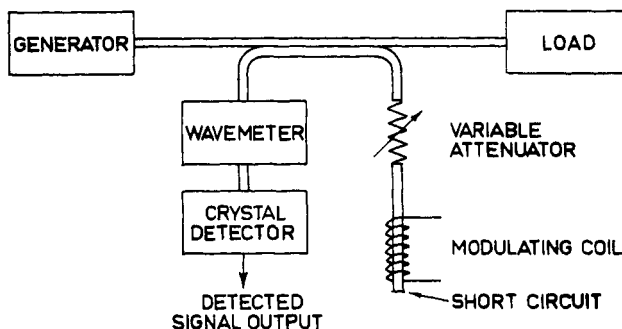 GENERATOR
LOAD
WAVEMETER
VARIABLE
ATTENUATOR
CRYSTAL
DETECTOR
MODULATING COIL
DETECTED
SIGNAL OUTPUT
SHORT CIRCUIT